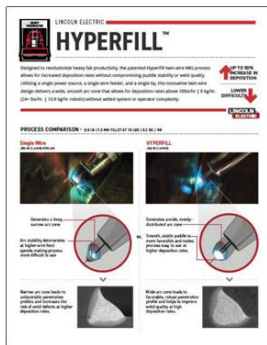 LINCOLN ELECTRIC
HYPERFILL™
Designed to revolutionize heavy fab productivity, the patented HyperFill twin-wire MIG process
allows for increased deposition rates without compromising puddle stability or weld quality.
Utilizing a single power source, a single wire feeder, and a single tip, this innovative twin wire
design delivers a wide, smooth arc cone that allows for deposition rates above
without added system or operator complexity.
UP TO 50%
INCREASE IN
DEPOSITION
LOWER
DIFFICULTY
LINCOLN
ELECTRIC
PROCESS COMPARISON
Single Wire
HYPERFILL
Generates a deep,
narrow arc cone
Generates a wide, evenly-
distributed arc cone
Arc stability deteriorates
at higher wire feed
speeds, making process
more difficult to use
VS.
Smooth, stable puddle is
more favorable and makes
process easy to use at
higher deposition rates.
Narrow arc cone leads to
unfavorable penetration
profiles and increases the
risk of weld defects at higher
deposition rates.
Wide arc cone leads to
favorable, robust penetration
profile and helps to improve
weld quality at high
deposition rates.